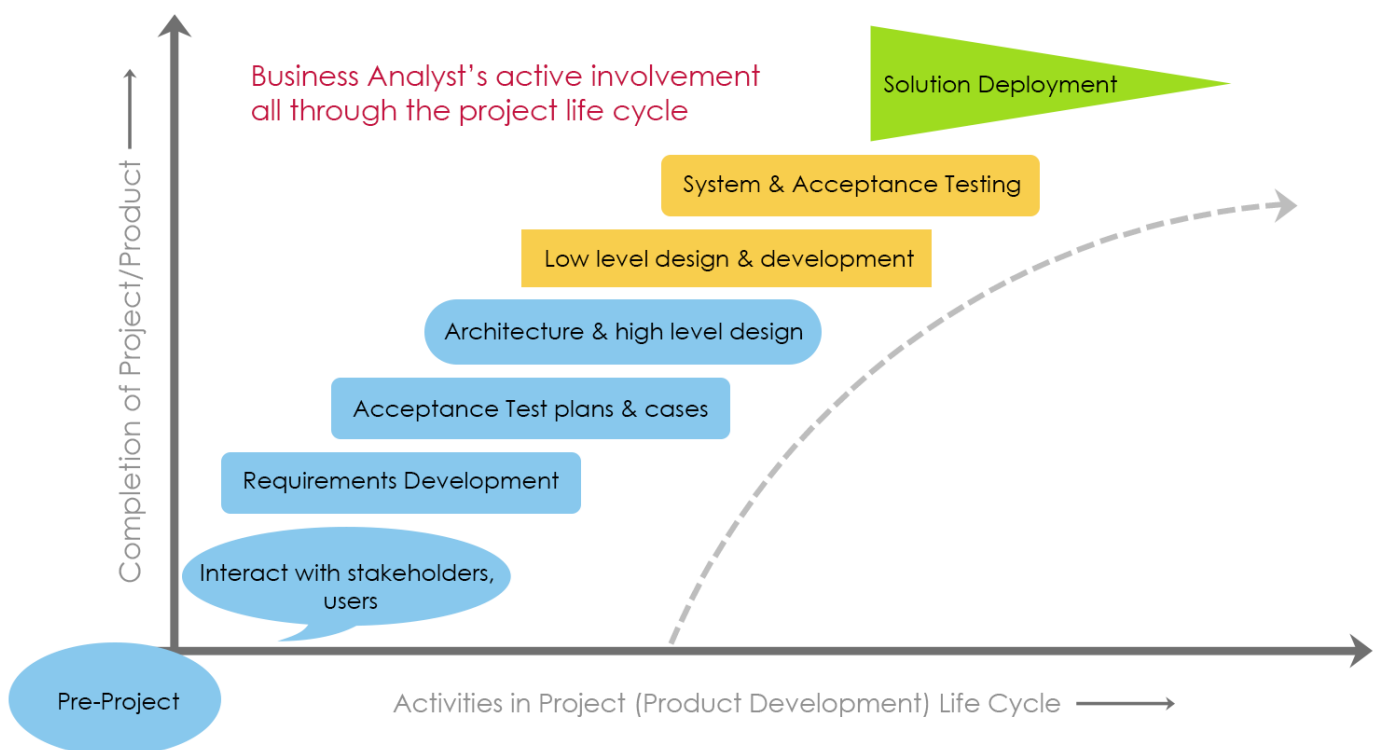 Business Analyst's active involvement
all through the project life cycle
Solution Deployment
System & Acceptance Testing
Low level design & development
Architecture & high level design
Acceptance Test plans & cases
Requirements Development
Interact with stakeholders,
users
Pre-Project
Completion of Project/Product
Activities in Project (Product Development) Life Cycle